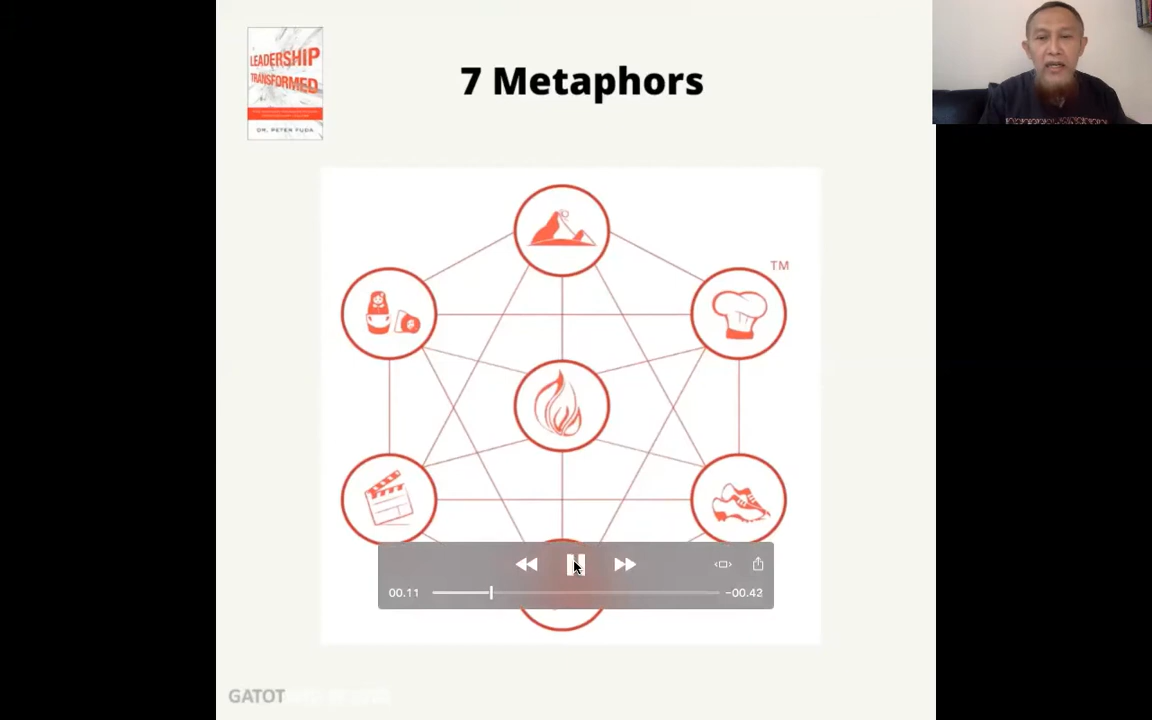 LEADERSHIP
TRANSFORMED
DR. PETER FUDA
7 Metaphors
TM
00.11
-00.42
GATOT